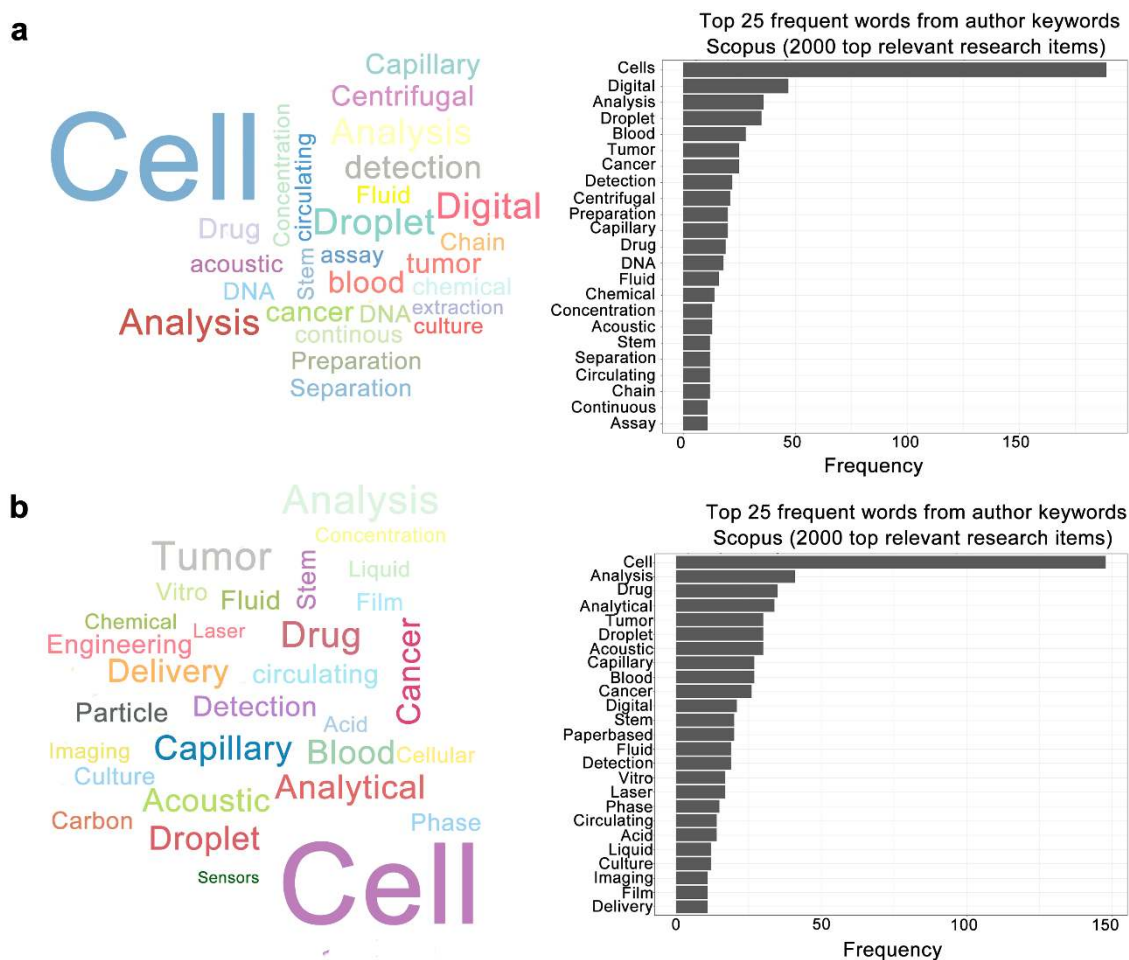 a
Capillary
Centrifugal
Cell
Concentration
circulating
Analysis
detection
Fluid
Digital
Droplet
Drug
Chain
acoustic
Stem
assay
tumor
DNA
blood
chemical
Analysis
cancer
DNA
extraction
continous
culture
Preparation
Separation
Top 25 frequent words from author keywords
Scopus (2000 top relevant research items)
Cells
Digital
Analysis
Droplet
Blood
Tumor
Cancer
Detection
Centrifugal
Preparation
Capillary
Drug
DNA
Fluid
Chemical
Concentration
Acoustic
Stem
Separation
Circulating
Chain
Continuous
Assay
0 50 100 150
Frequency
b
Analysis
Concentration
Tumor
Stem
Liquid
Vitro
Fluid
Film
Chemical
Laser
Drug
Cancer
Engineering
Delivery
circulating
Particle
Detection
Acid
Imaging
Capillary
Blood
Cellular
Culture
Acoustic
Analytical
Carbon
Droplet
Phase
Cell
Sensors
Top 25 frequent words from author keywords
Scopus (2000 top relevant research items)
Cell
Analysis
Drug
Analytical
Tumor
Droplet
Acoustic
Capillary
Blood
Cancer
Digital
Stem
Paperbased
Fluid
Detection
Vitro
Laser
Phase
Circulating
Acid
Liquid
Culture
Imaging
Film
Delivery
0 50 100 150
Frequency